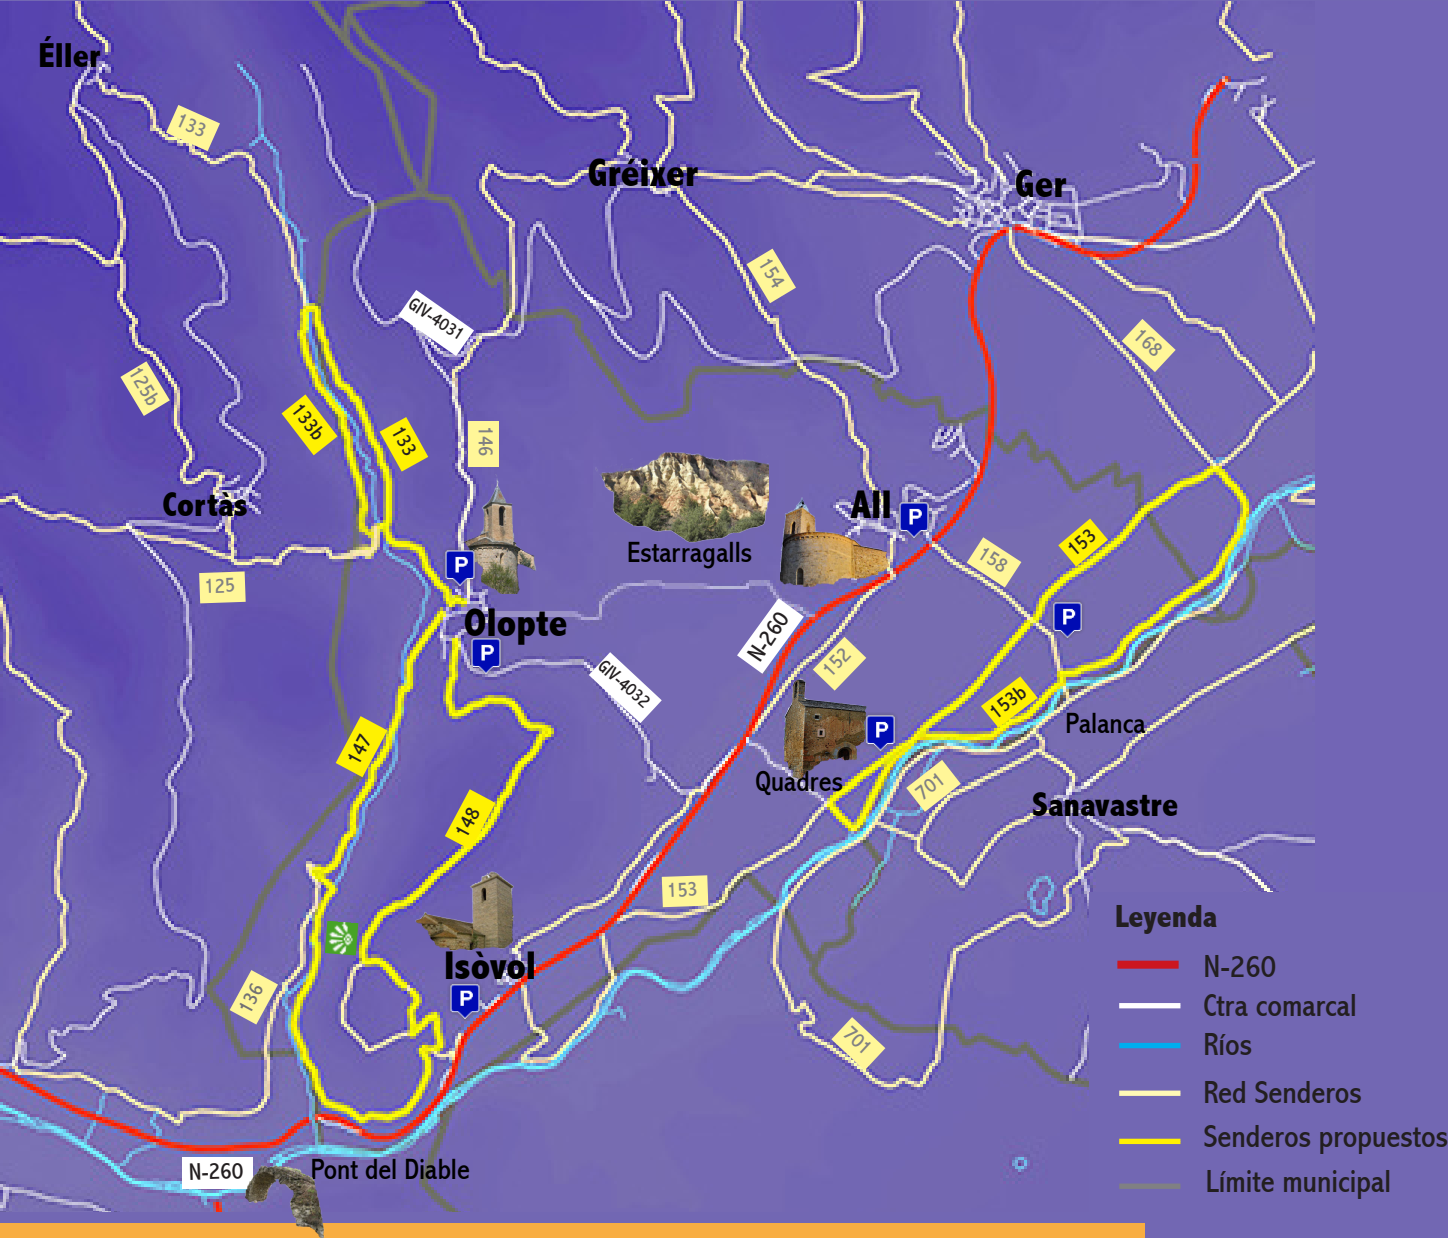 Éller
133
Gréixer
Ger
154
GIV-4031
168
125b
133b
133
146
Cortàs
All
P
Estarragalls
153
158
P
125
P
Olopte
P
N-260
152
GIV-4032
153b
Palanca
P
147
Quadres
701
Sanavastre
148
153
Isòvol
P
136
701
N-260
Pont del Diable
Leyenda
N-260
Ctra comarcal
Ríos
Red Senderos
Senderos propuestos
Límite municipal